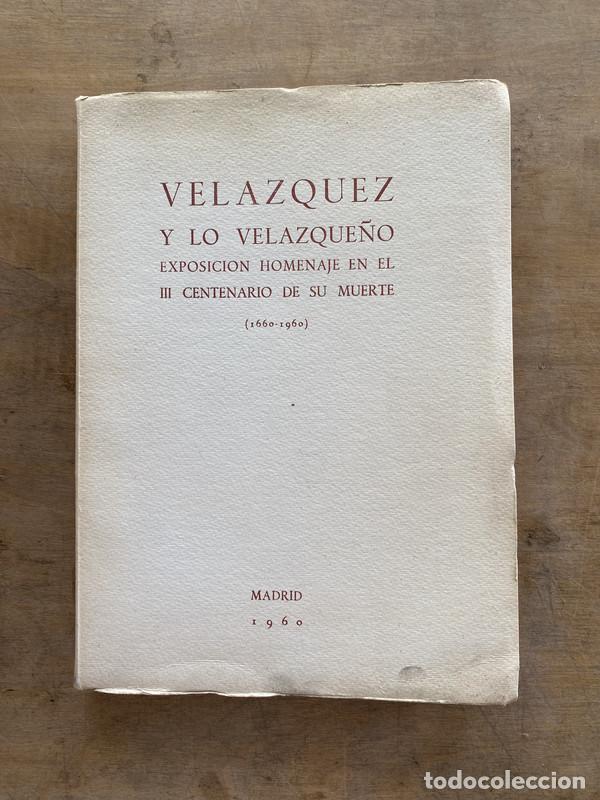 VELAZQUEZ
Y LO VELAZQUEÑO
EXPOSICION HOMENAJE EN EL
III CENTENARIO DE SU MUERTE
(1660-1960)
MADRID
1960
todocoleccion